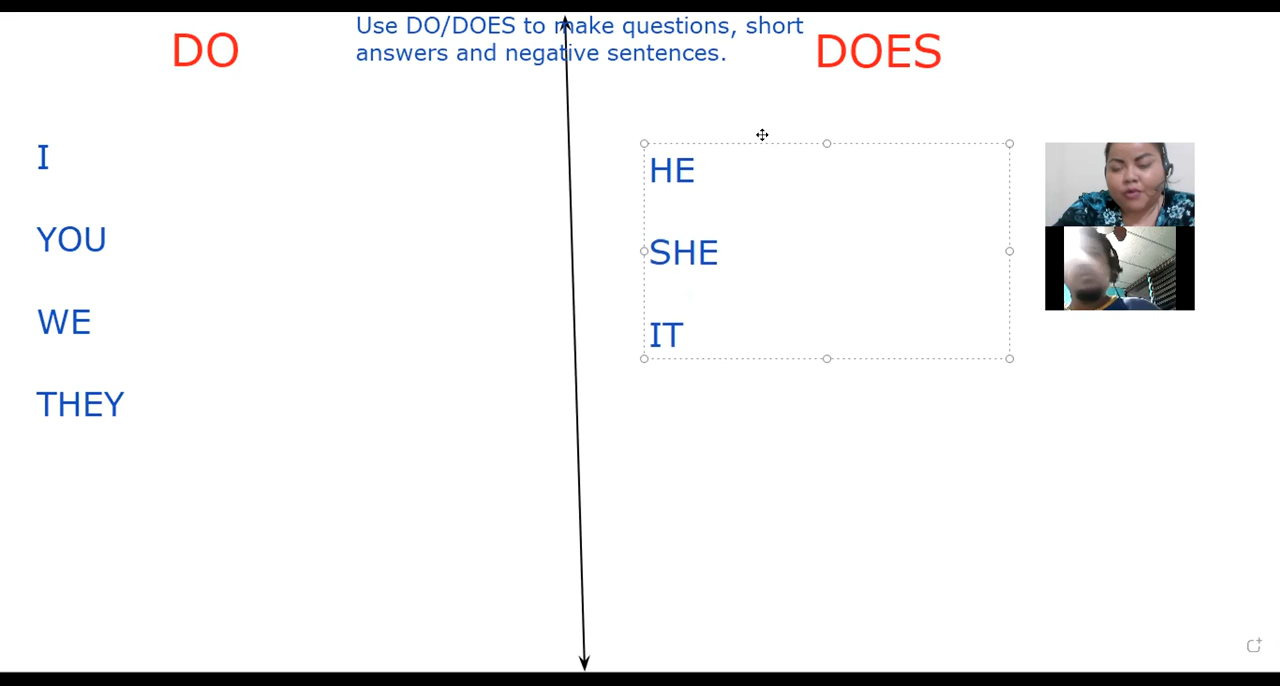 Use DO/DOES to make questions, short
answers and negative sentences.
DO
I
YOU
WE
THEY
DOES
HE
SHE
IT